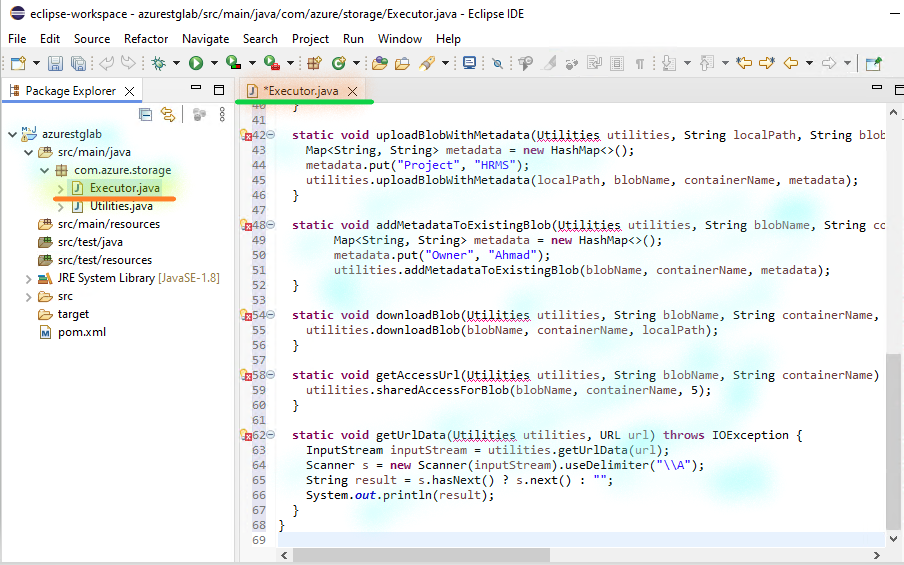 eclipse-workspace - azurestglab/src/main/java/com/azure/storage/Executor.java - Eclipse IDE
File Edit Source Refactor Navigate Search Project Run Window Help
Package Explorer
azurestglab
src/main/java
com.azure.storage
Executor.java
Utilities.java
src/main/resources
src/test/java
src/test/resources
JRE System Library [JavaSE-1.8]
src
target
pom.xml
*Executor.java
40 }
42 static void uploadBlobWithMetadata(Utilities utilities, String localPath, String blob
43 Map<String, String> metadata = new HashMap<>();
44 metadata.put("Project", "HRMS");
45 utilities.uploadBlobWithMetadata(localPath, blobName, containerName, metadata);
46 }
47
48 static void addMetadataToExistingBlob(Utilities utilities, String blobName, String co
49 Map<String, String> metadata = new HashMap<>();
50 metadata.put("Owner", "Ahmad");
51 utilities.addMetadataToExistingBlob(blobName, containerName, metadata);
52 }
53
54 static void downloadBlob(Utilities utilities, String blobName, String containerName,
55 utilities.downloadBlob(blobName, containerName, localPath);
56 }
57
58 static void getAccessUrl(Utilities utilities, String blobName, String containerName)
59 utilities.sharedAccessForBlob(blobName, containerName, 5);
60 }
61
62 static void getUrlData(Utilities utilities, URL url) throws IOException {
63 InputStream inputStream = utilities.getUrlData(url);
64 Scanner s = new Scanner(inputStream).useDelimiter("\\A");
65 String result = s.hasNext() ? s.next() : "";
66 System.out.println(result);
67 }
68 }
69